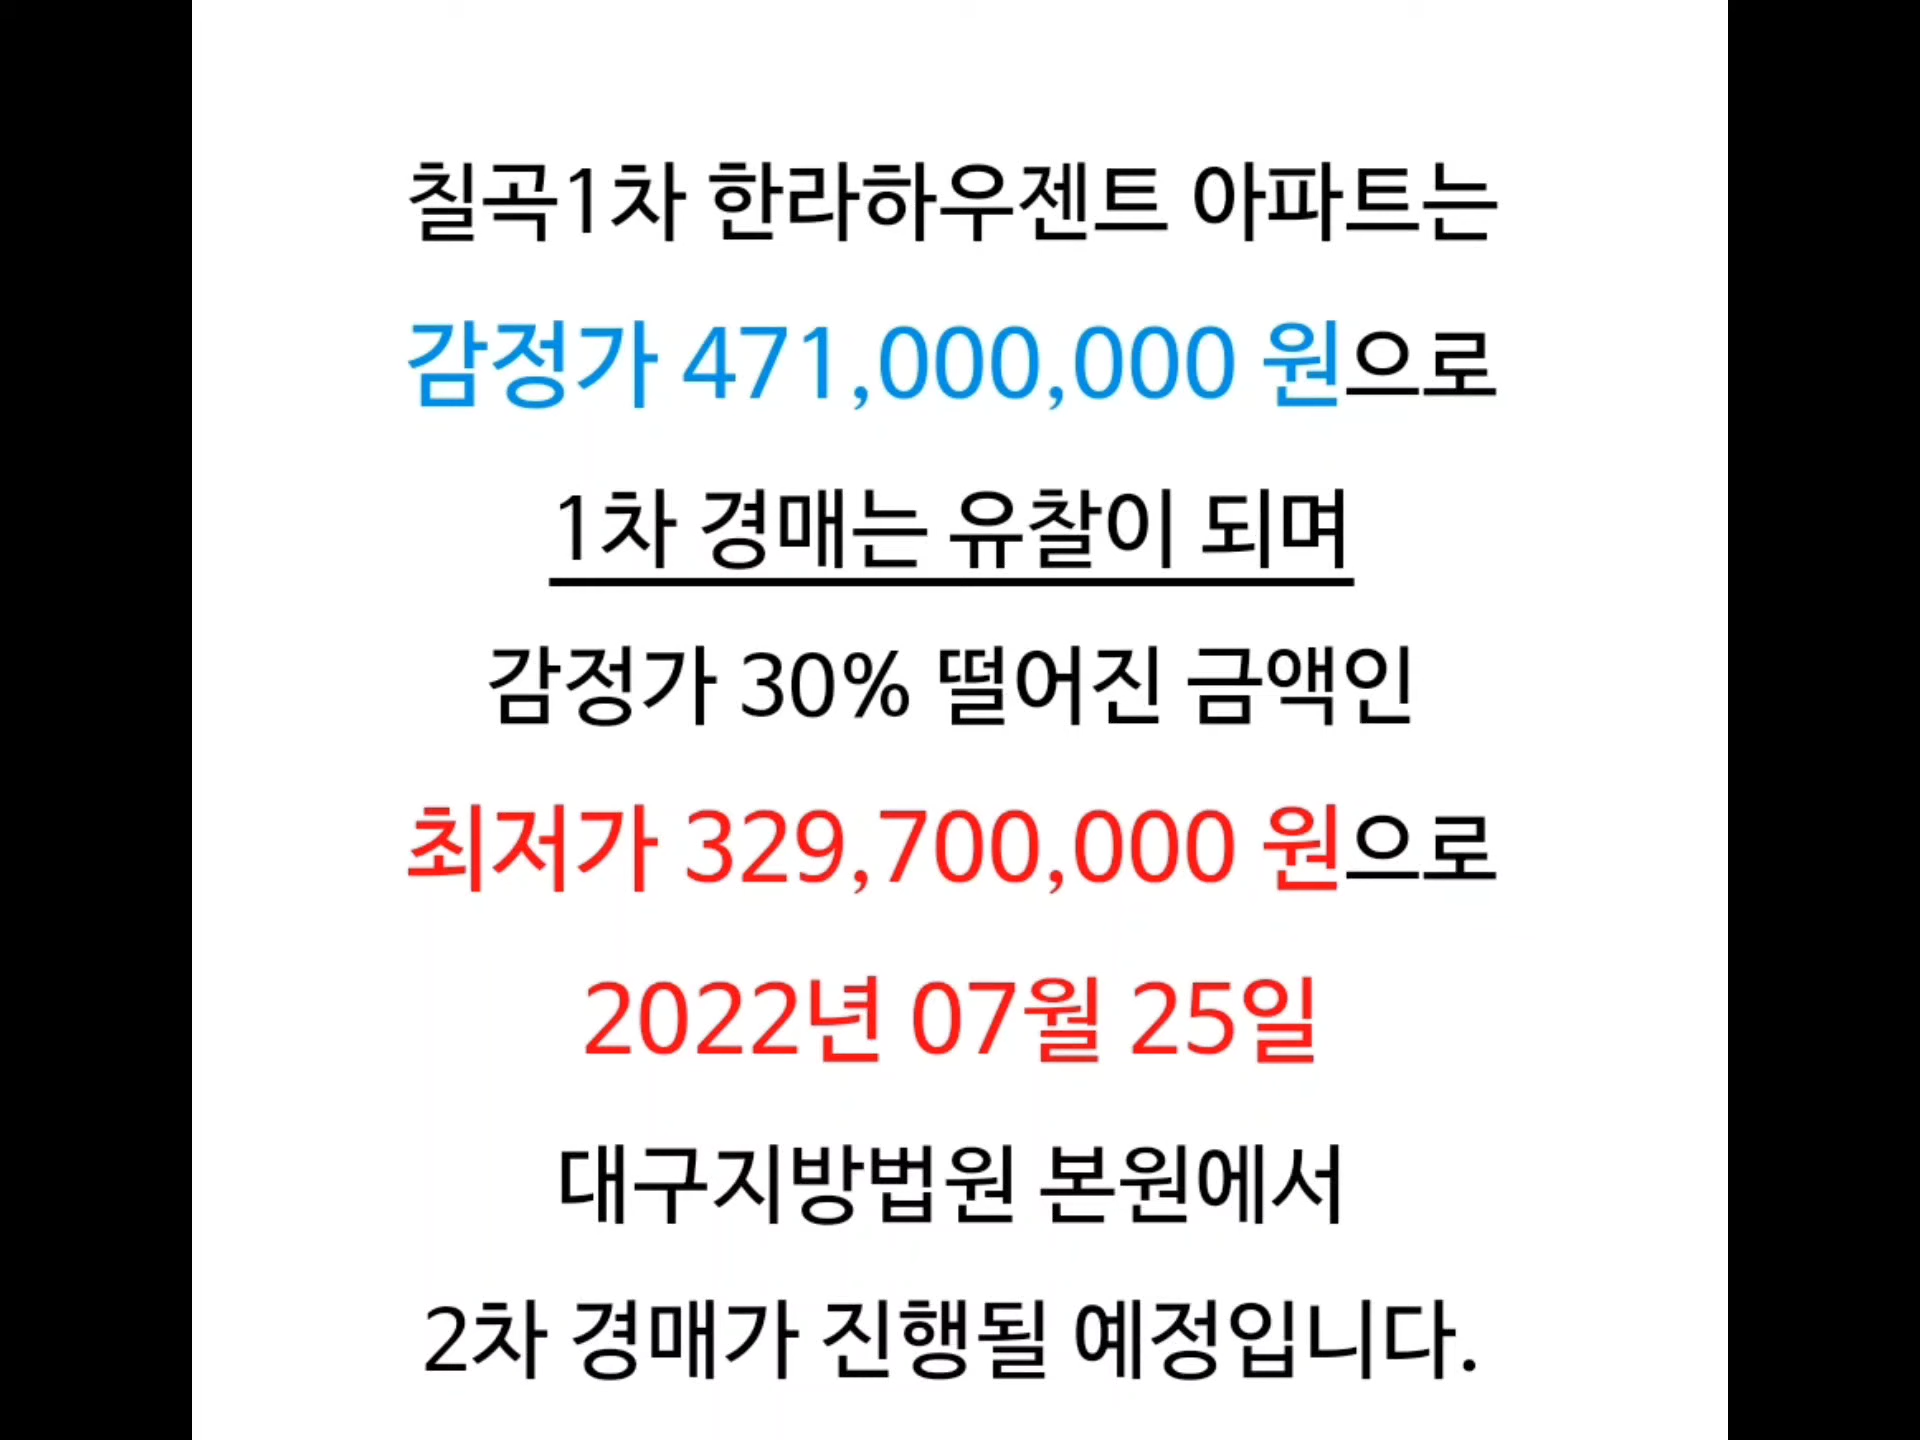 칠곡1차 한라하우젠트 아파트는
감정가 471,000,000 원으로
1차 경매는 유찰이 되며
감정가 30% 떨어진 금액인
최저가 329,700,000 원으로
2022년 07월 25일
대구지방법원 본원에서
2차 경매가 진행될 예정입니다.